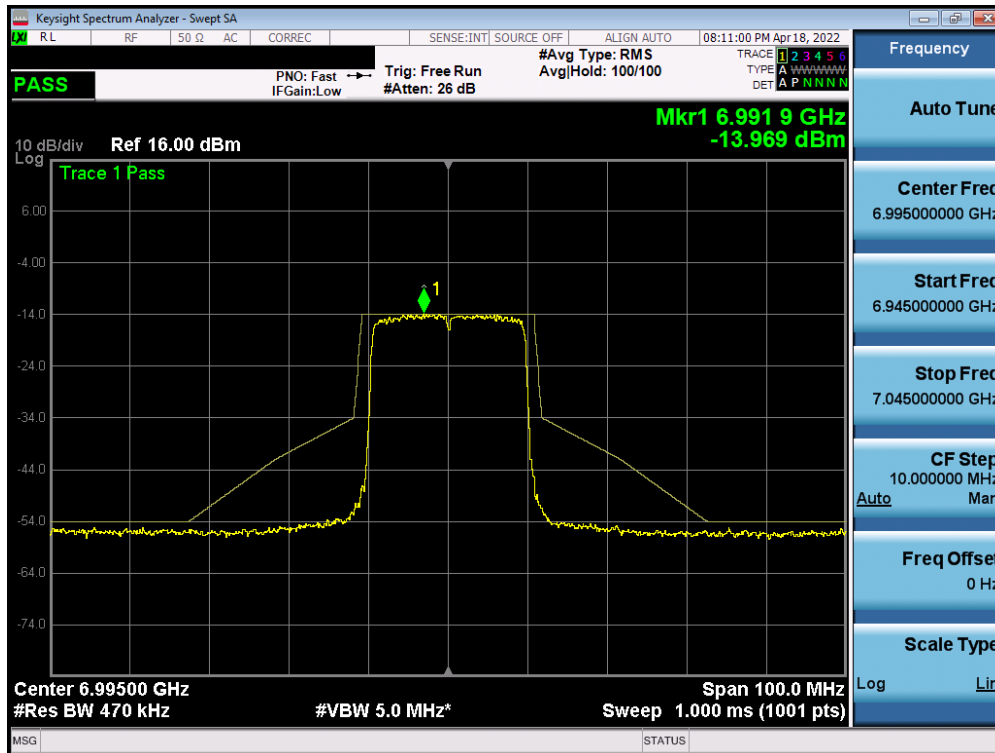 Keysight Spectrum Analyzer - Swept SA
LXI RL RF 50 Ω AC CORREC SENSE:INT SOURCE OFF ALIGN AUTO 08:11:00 PM Apr 18, 2022
PASS
PNO: Fast
IFGain:Low
Trig: Free Run
#Atten: 26 dB
#Avg Type: RMS
Avg|Hold: 100/100
TRACE 1 2 3 4 5 6
TYPE A WWWWW
DET A P N N N N
Mkr1 6.991 9 GHz
-13.969 dBm
10 dB/div Ref 16.00 dBm
Log
Trace 1 Pass
6.00
-4.00
1
-14.0
-24.0
-34.0
-44.0
-54.0
-64.0
-74.0
Center 6.99500 GHz Span 100.0 MHz
#Res BW 470 kHz #VBW 5.0 MHz* Sweep 1.000 ms (1001 pts)
MSG STATUS
Frequency
Auto Tune
Center Freq
6.995000000 GHz
Start Freq
6.945000000 GHz
Stop Freq
7.045000000 GHz
CF Step
10.000000 MHz
Auto Man
Freq Offset
0 Hz
Scale Type
Log Lin